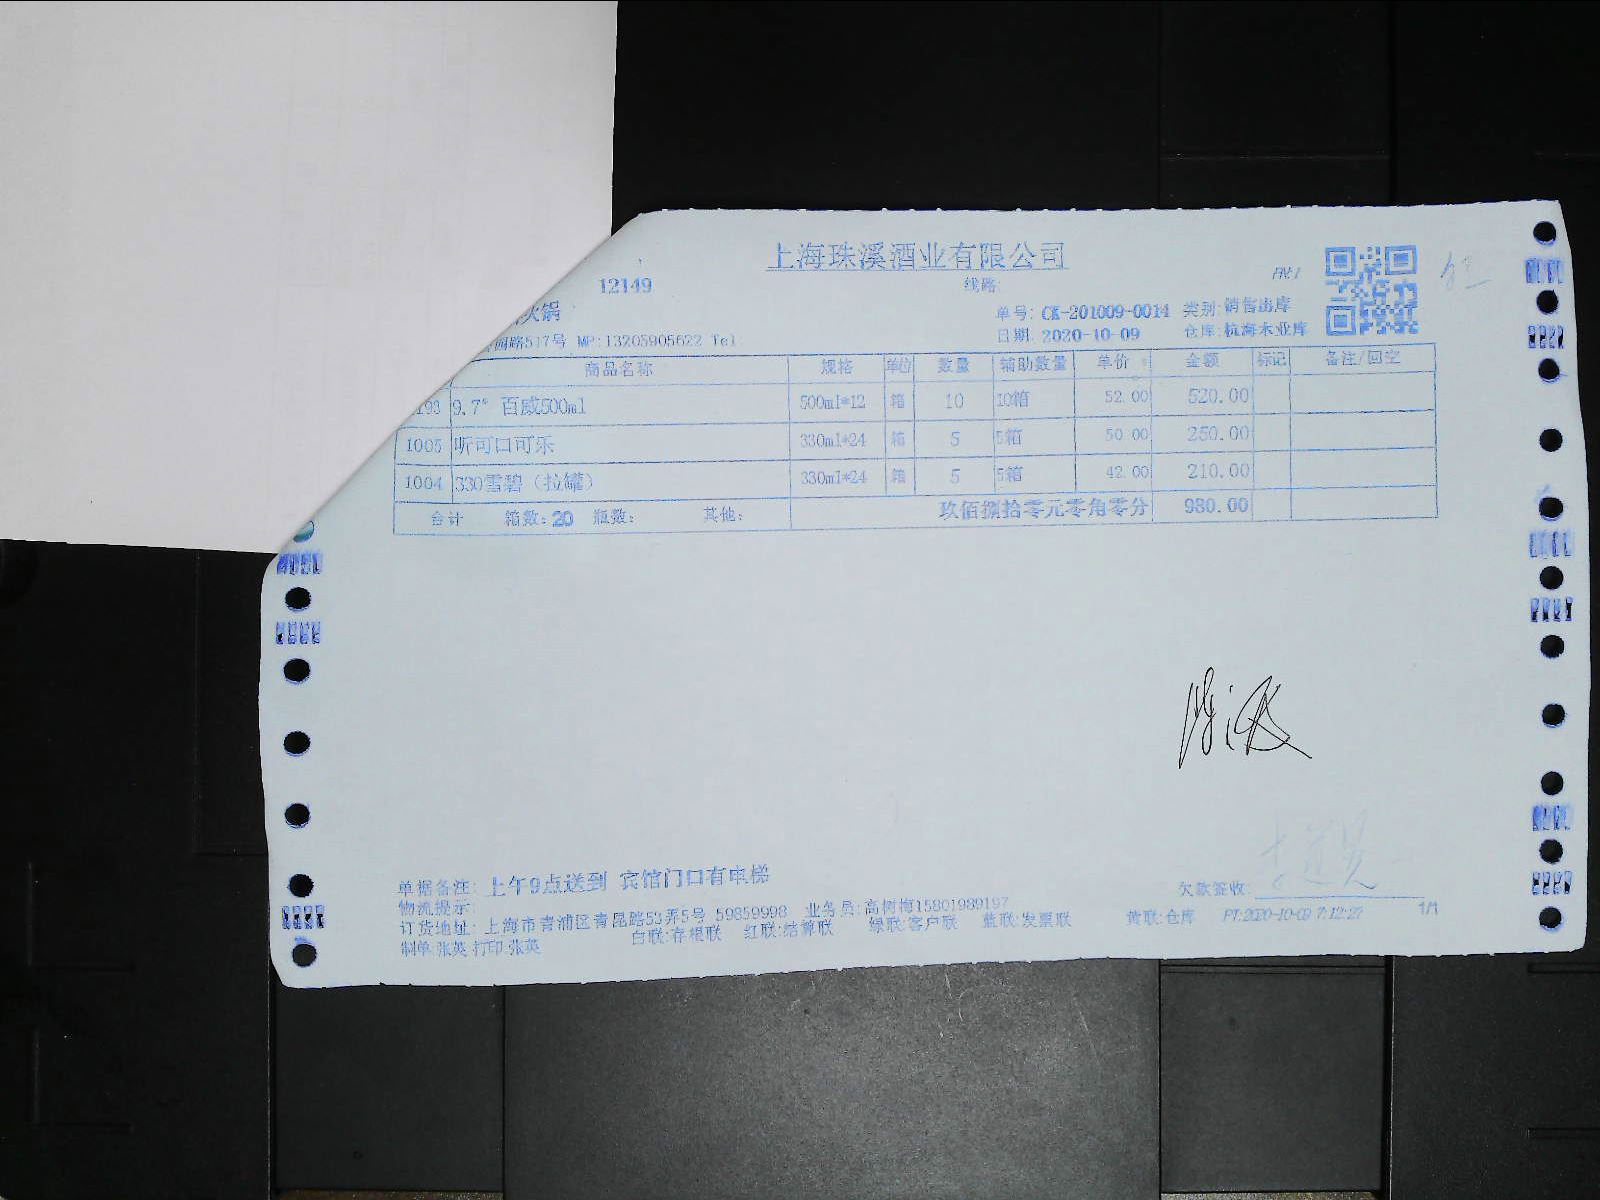 上海珠溪酒业有限公司
12149 线路:
火锅 单号: CK-201009-0014 类别:销售出库
园路517号 MP:13205905622 Tel: 日期: 2020-10-09 仓库:杭海木业库
商品名称 规格 单位 数量 辅助数量 单价 金额 标记 备注/回空
193 9.7° 百威500ml 500ml*12 箱 10 10箱 52.00 520.00
1005 听可口可乐 330ml*24 箱 5 5箱 50.00 250.00
1004 330雪碧（拉罐） 330ml*24 箱 5 5箱 42.00 210.00
合计 箱数: 20 瓶数: 其他: 玖佰捌拾零元零角零分 980.00
单据备注: 上午9点送到 宾馆门口有电梯
欠款签收:
物流提示:
订货地址: 上海市青浦区青昆路53弄5号 59859998 业务员:高树梅15801989197
制单:张英 打印:张英 白联:存根联 红联:结算联 绿联:客户联 蓝联:发票联 黄联:仓库 PT:2020-10-09 7:12:27 1/1